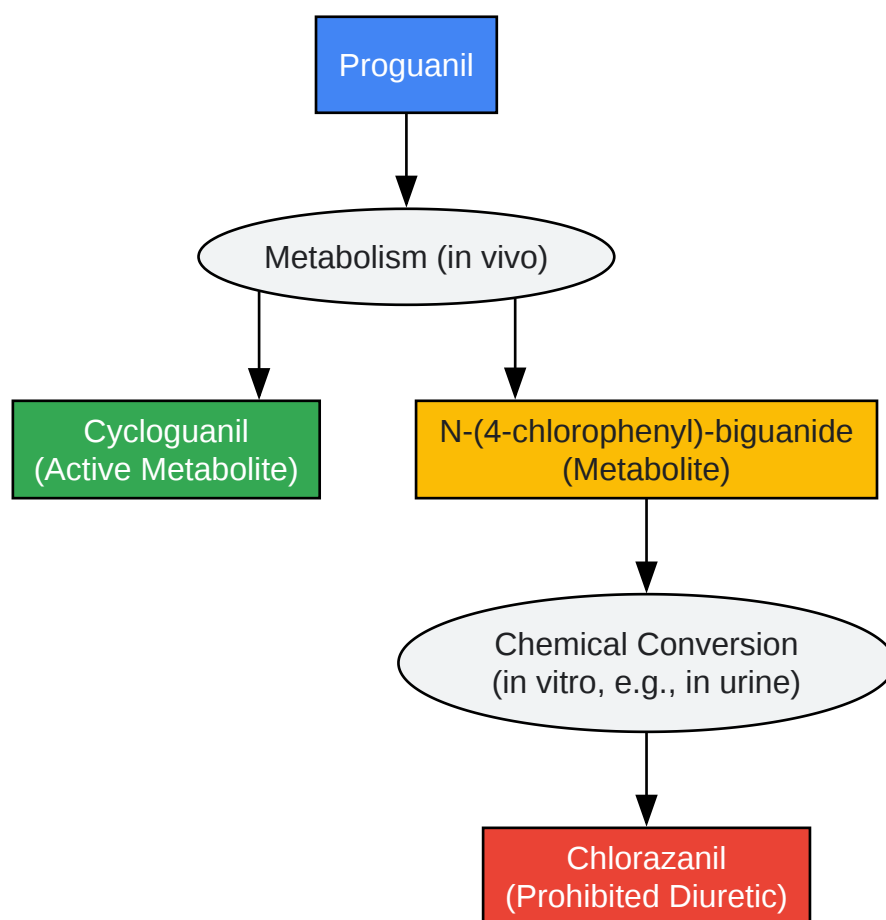 Proguanil
Metabolism (in vivo)
Cycloguanil
(Active Metabolite)
N-(4-chlorophenyl)-biguanide
(Metabolite)
Chemical Conversion
(in vitro, e.g., in urine)
Chlorazanil
(Prohibited Diuretic)